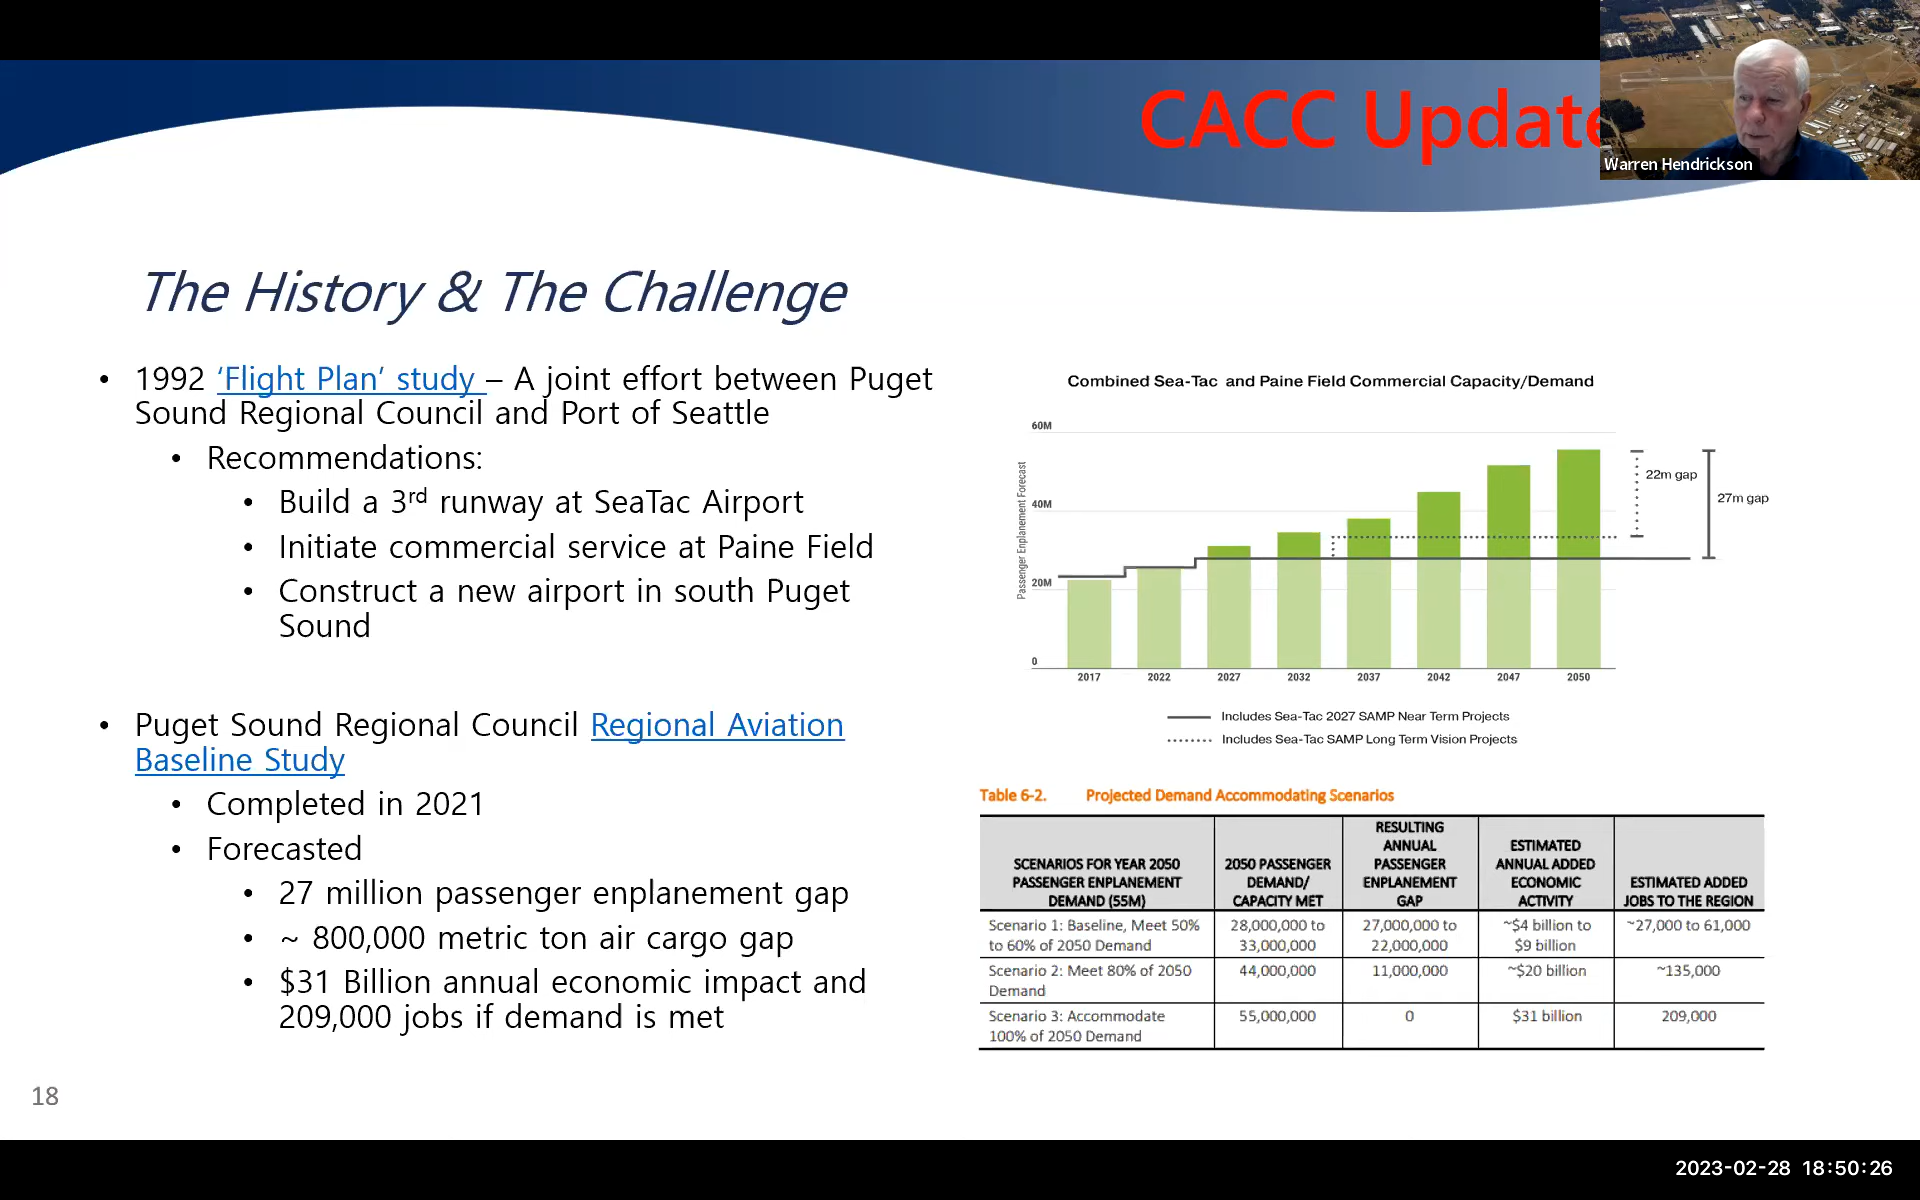 CACC Update
Warren Hendrickson
The History & The Challenge
• 1992 ‘Flight Plan’ study – A joint effort between Puget
Sound Regional Council and Port of Seattle
• Recommendations:
• Build a 3rd runway at SeaTac Airport
• Initiate commercial service at Paine Field
• Construct a new airport in south Puget
Sound
• Puget Sound Regional Council Regional Aviation
Baseline Study
• Completed in 2021
• Forecasted
• 27 million passenger enplanement gap
• ~ 800,000 metric ton air cargo gap
• $31 Billion annual economic impact and
209,000 jobs if demand is met
18
Combined Sea-Tac and Paine Field Commercial Capacity/Demand
Passenger Enplanement Forecast
60M
40M
20M
0
22m gap
27m gap
2017 2022 2027 2032 2037 2042 2047 2050
Includes Sea-Tac 2027 SAMP Near Term Projects
Includes Sea-Tac SAMP Long Term Vision Projects
Table 6-2. Projected Demand Accommodating Scenarios
SCENARIOS FOR YEAR 2050
PASSENGER ENPLANEMENT
DEMAND (55M)
2050 PASSENGER
DEMAND/
CAPACITY MET
RESULTING
ANNUAL
PASSENGER
ENPLANEMENT
GAP
ESTIMATED
ANNUAL ADDED
ECONOMIC
ACTIVITY
ESTIMATED ADDED
JOBS TO THE REGION
Scenario 1: Baseline, Meet 50%
to 60% of 2050 Demand
28,000,000 to
33,000,000
27,000,000 to
22,000,000
~$4 billion to
$9 billion
~27,000 to 61,000
Scenario 2: Meet 80% of 2050
Demand
44,000,000
11,000,000
~$20 billion
~135,000
Scenario 3: Accommodate
100% of 2050 Demand
55,000,000
0
$31 billion
209,000
2023-02-28 18:50:26